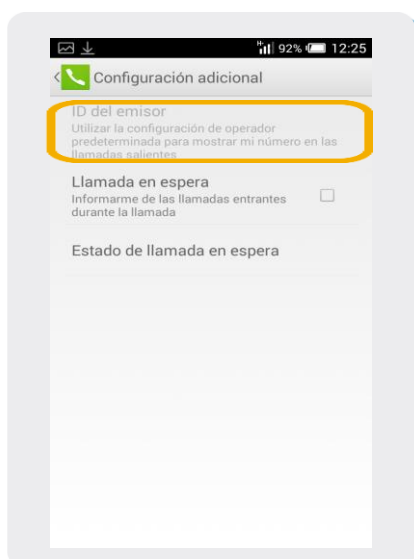 92% 12:25
Configuración adicional
ID del emisor
Utilizar la configuración de operador
predeterminada para mostrar mi número en las
llamadas salientes
Llamada en espera
Informarme de las llamadas entrantes
durante la llamada
Estado de llamada en espera